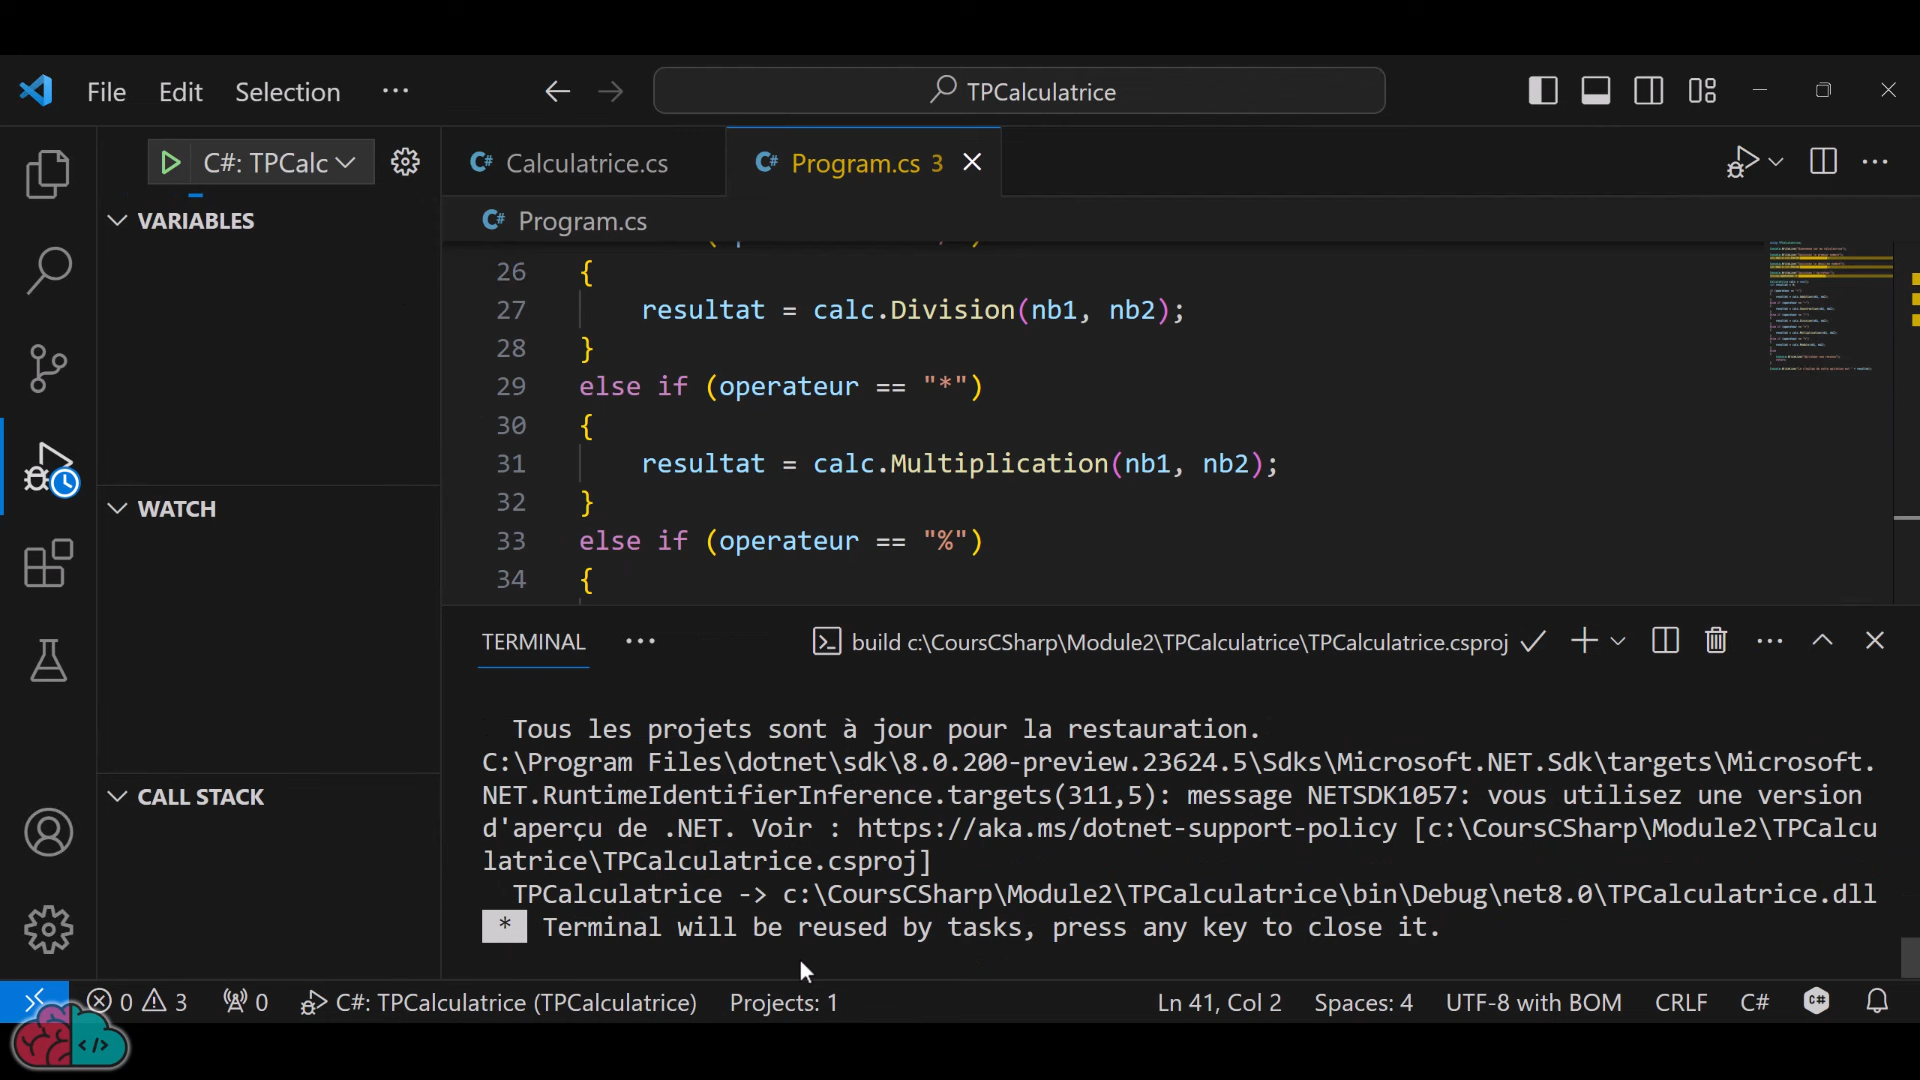 File Edit Selection ··· TPCalculatrice
C#: TPCalc
Calculatrice.cs
Program.cs 3
VARIABLES
Program.cs
26 {
27 resultat = calc.Division(nb1, nb2);
28 }
29 else if (operateur == "*")
30 {
31 resultat = calc.Multiplication(nb1, nb2);
32 }
33 else if (operateur == "%")
34 {
WATCH
CALL STACK
TERMINAL ··· build c:\CoursCSharp\Module2\TPCalculatrice\TPCalculatrice.csproj
Tous les projets sont à jour pour la restauration.
C:\Program Files\dotnet\sdk\8.0.200-preview.23624.5\Sdks\Microsoft.NET.Sdk\targets\Microsoft.
NET.RuntimeIdentifierInference.targets(311,5): message NETSDK1057: vous utilisez une version
d'aperçu de .NET. Voir : https://aka.ms/dotnet-support-policy [c:\CoursCSharp\Module2\TPCalcu
latrice\TPCalculatrice.csproj]
TPCalculatrice -> c:\CoursCSharp\Module2\TPCalculatrice\bin\Debug\net8.0\TPCalculatrice.dll
* Terminal will be reused by tasks, press any key to close it.
0 3 0 C#: TPCalculatrice (TPCalculatrice) Projects: 1 Ln 41, Col 2 Spaces: 4 UTF-8 with BOM CRLF C#